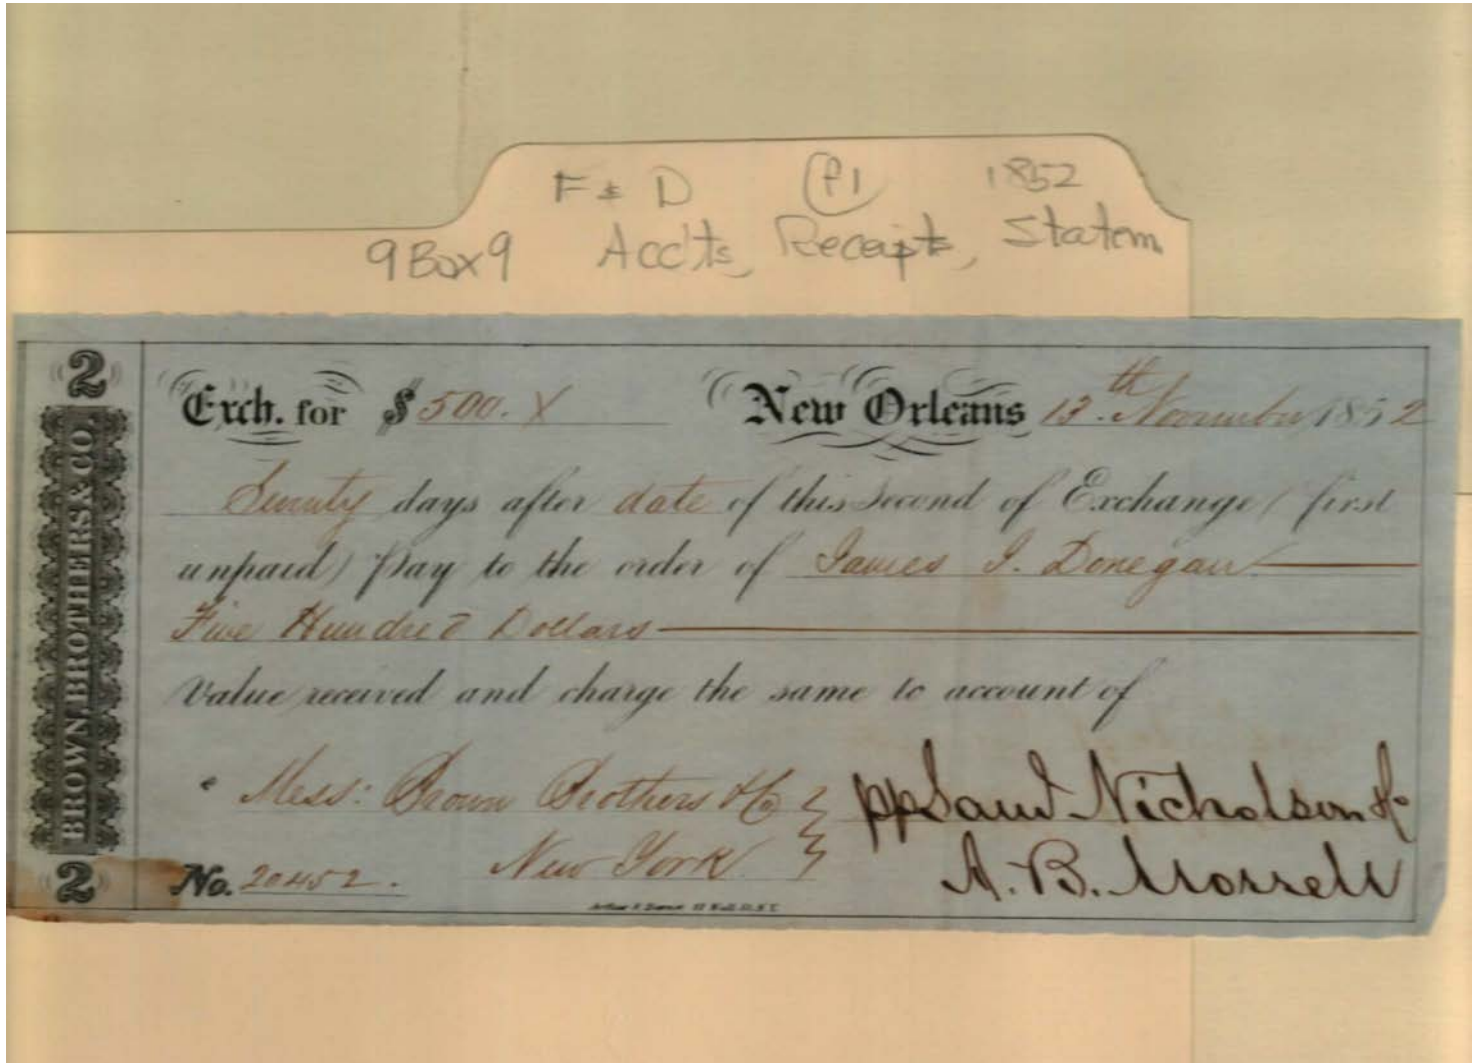 F & D P1 1852
9 Box 9 Acc'ts, Receipts, Statem
2
BROWN, BROTHERS & CO.
2
Exch. for $ 500. X New Orleans 13.th November 1852
days after date of this Second of Exchange (first
unpaid) Pay to the order of James J. Donegan
Five Hundred Dollars
Value received and charge the same to account of
Mess: Brown Brothers & Co pp Saml Nicholson &
New York A. B. Morrell
No. 20452.